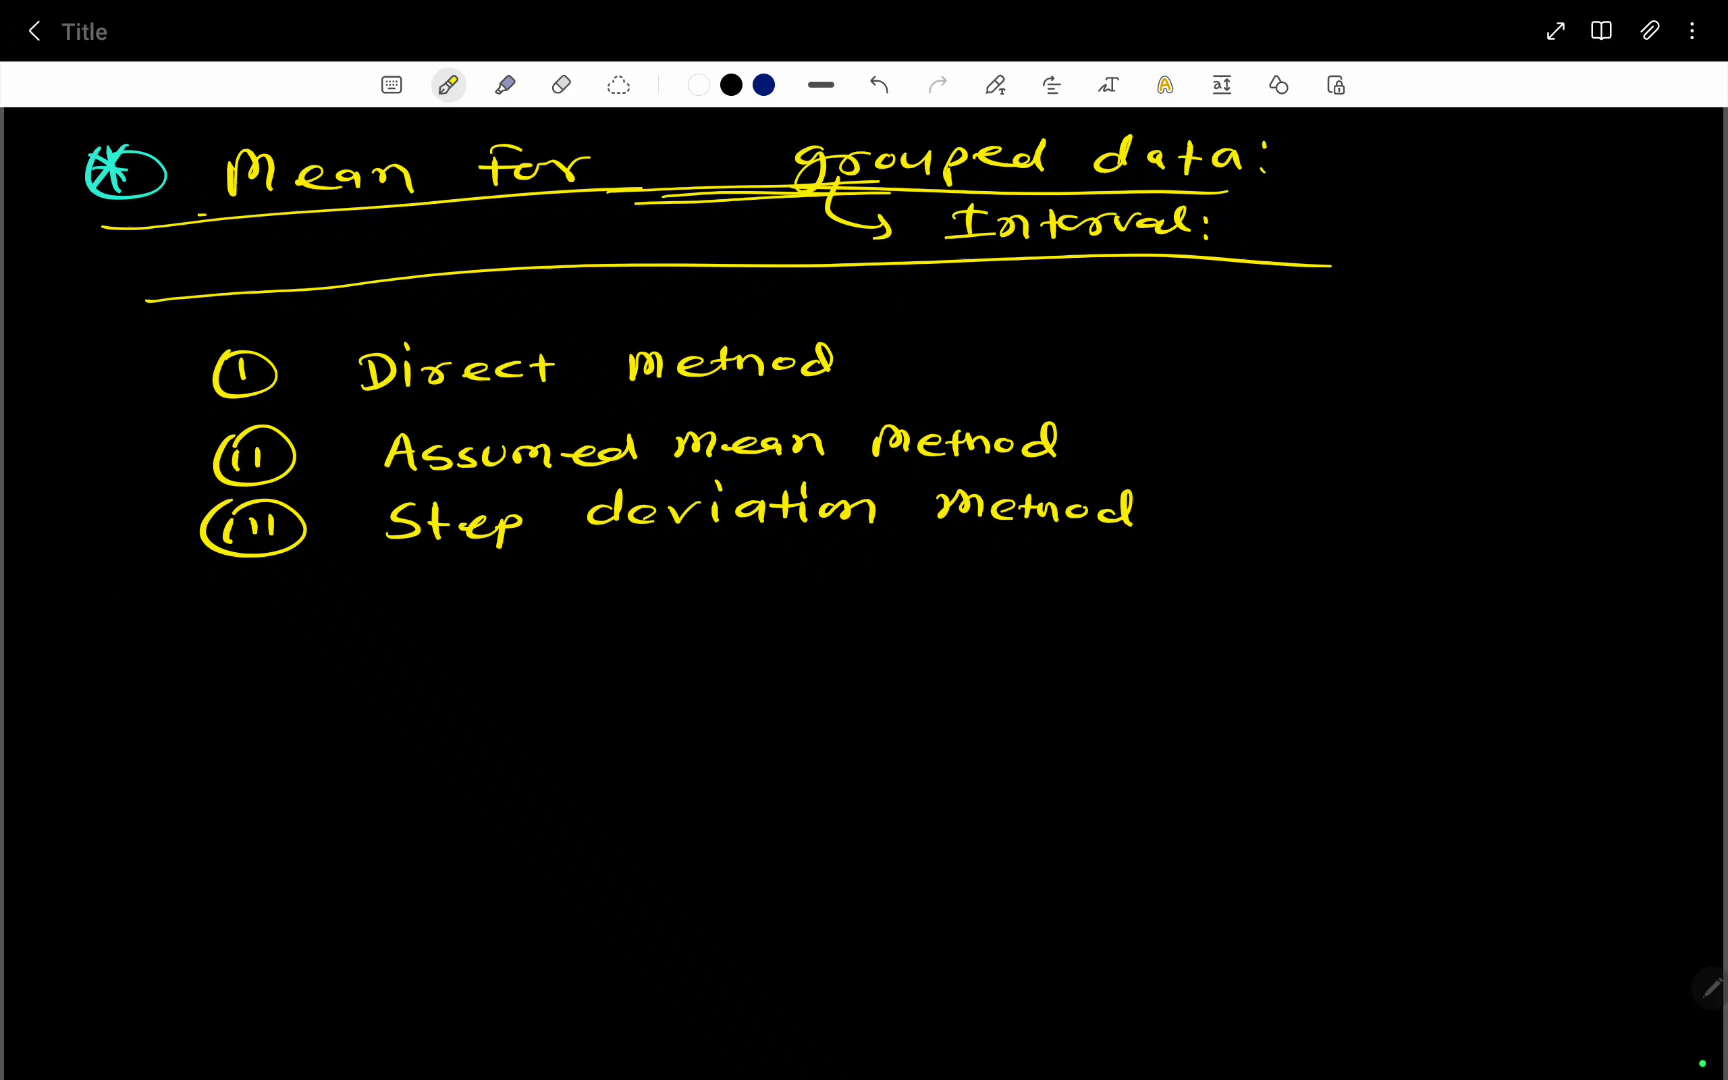 Title
Mean for grouped data:
Interval:
(i) Direct method
(ii) Assumed mean method
(iii) Step deviation method